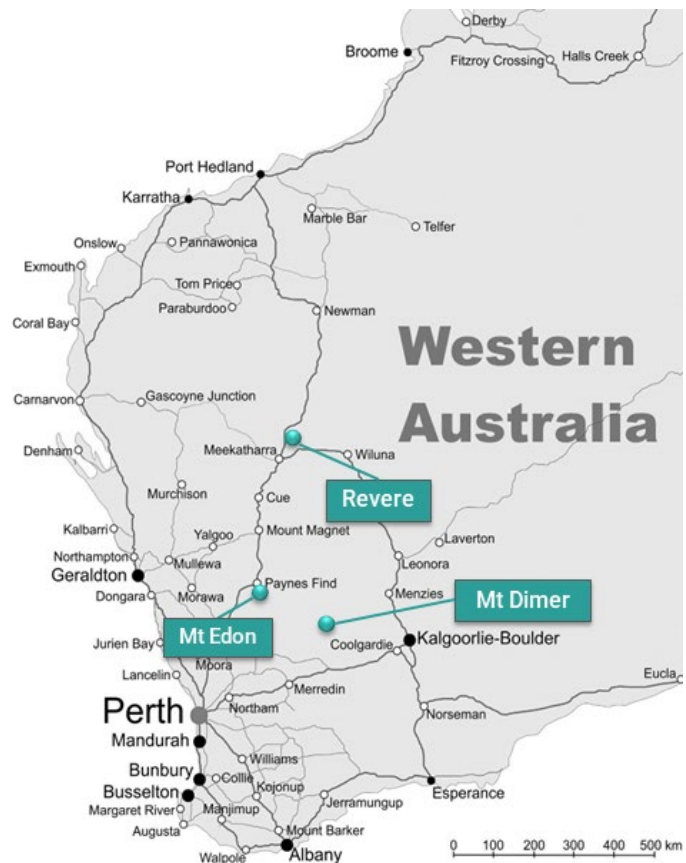 Derby
Broome
Fitzroy Crossing
Halls Creek
Port Hedland
Karratha
Marble Bar
Telfer
Onslow
Pannawonica
Exmouth
Tom Price
Paraburdoo
Newman
Coral Bay
Western
Australia
Carnarvon
Gascoyne Junction
Denham
Meekatharra
Wiluna
Revere
Murchison
Cue
Kalbarri
Yalgoo
Mount Magnet
Laverton
Northampton
Mullewa
Leonora
Geraldton
Paynes Find
Dongara
Morawa
Menzies
Mt Dimer
Mt Edon
Jurien Bay
Coolgardie
Kalgoorlie-Boulder
Moora
Lancelin
Merredin
Eucla
Perth
Northam
Norseman
Mandurah
Williams
Bunbury
Collie
Busselton
Kojonup
Esperance
Margaret River
Manjimup
Jerramungup
Augusta
Mount Barker
Walpole
Albany
0 100 200 300 400 500 km